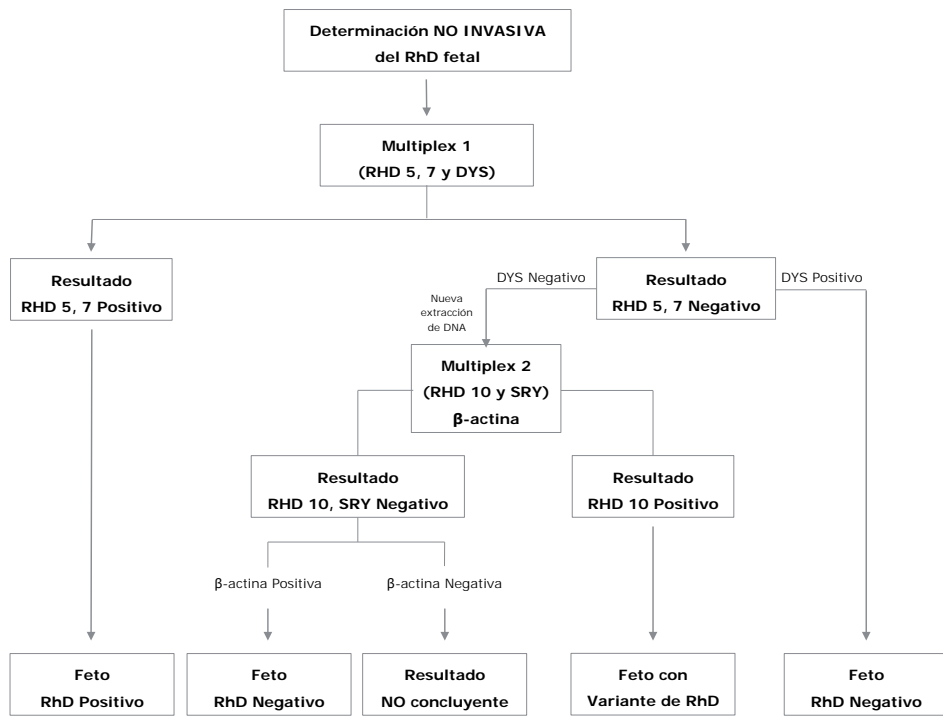 Determinación NO INVASIVA
del RhD fetal
Multiplex 1
(RHD 5, 7 y DYS)
Resultado
RHD 5, 7 Positivo
DYS Negativo
Resultado
RHD 5, 7 Negativo
DYS Positivo
Nueva
extracción
de DNA
Multiplex 2
(RHD 10 y SRY)
β-actina
Resultado
RHD 10, SRY Negativo
Resultado
RHD 10 Positivo
β-actina Positiva
β-actina Negativa
Feto
RhD Positivo
Feto
RhD Negativo
Resultado
NO concluyente
Feto con
Variante de RhD
Feto
RhD Negativo